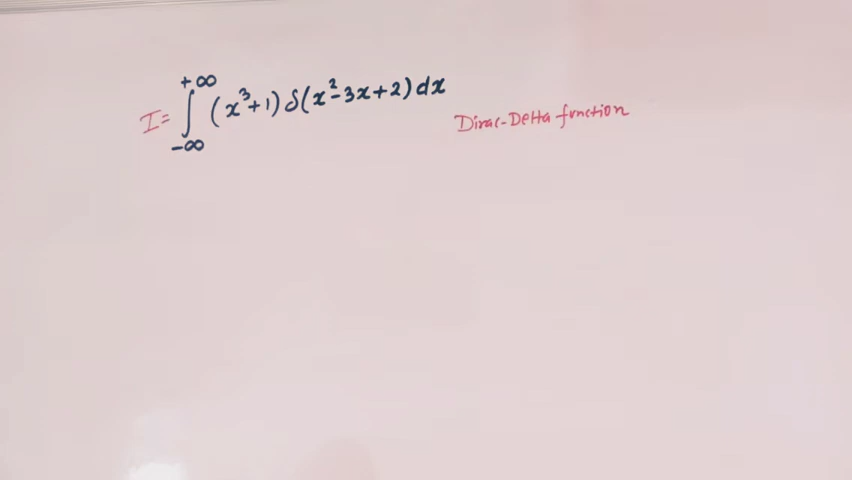 I = ∫_{-∞}^{+∞} (x³+1) δ(x²-3x+2) dx
Dirac-Delta function